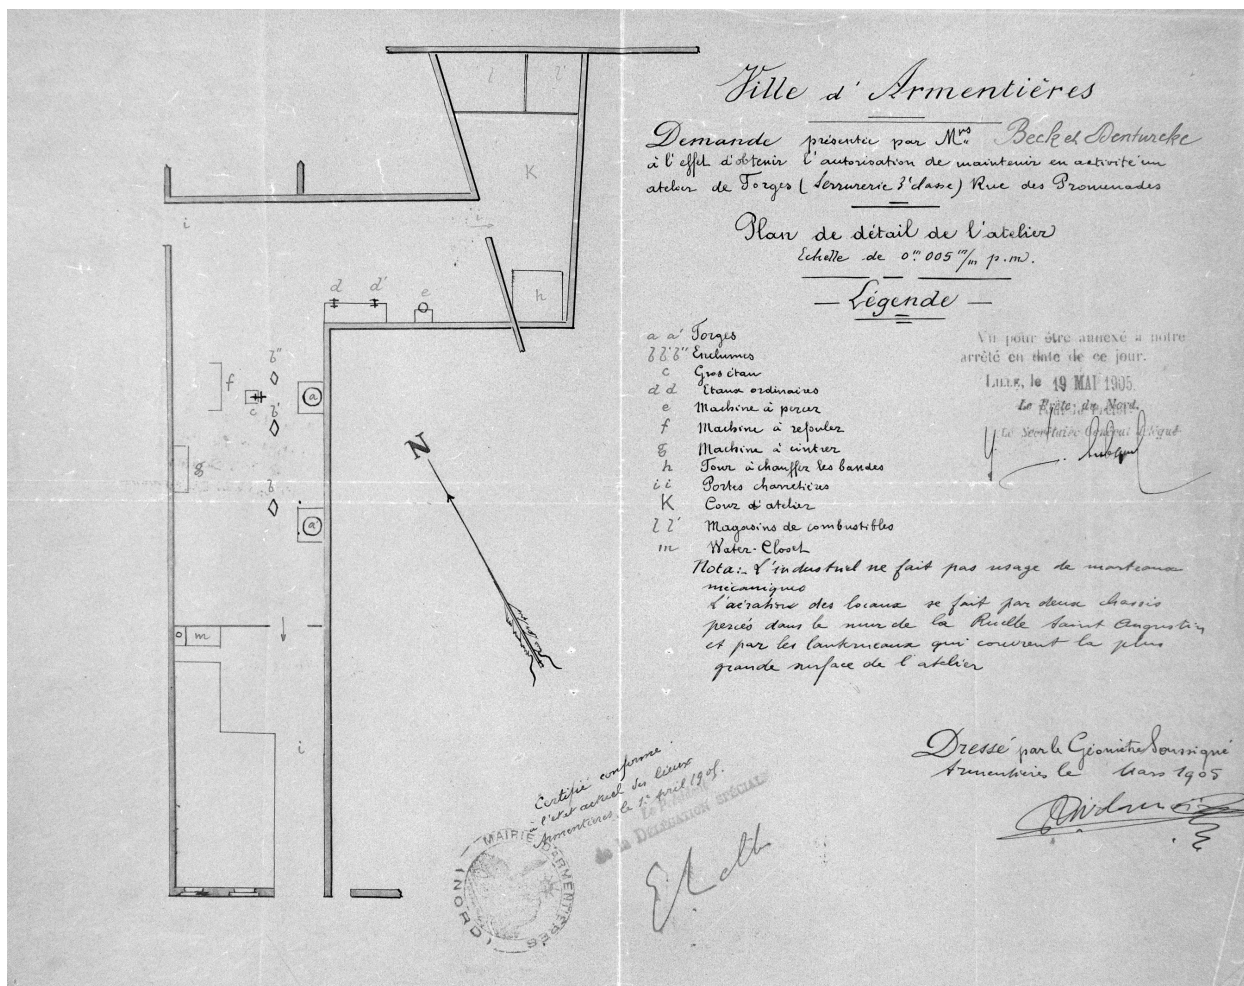 l l'
K
i
i
d d' e
h
b''
f
c b' a
g
b
a
o m
i
N
Ville d'Armentières
Demande présentée par Mrs Beck et Denturcke
à l'effet d'obtenir l'autorisation de maintenir en activité un
atelier de Forges (Serrurerie 3e classe) Rue des Promenades
Plan de détail de l'atelier
Echelle de 0m.005 m/m p.m.
— Légende —
a a' Forges
b b' b'' Enclumes
c Gros étau
d d Etaux ordinaires
e Machine à percer
f Machine à refouler
g Machine à cintrer
h Four à chauffer les bandes
i i Portes charretières
K Cour d'atelier
l l' Magasins de combustibles
m Water-Closet
Nota:- L'industriel ne fait pas usage de marteaux
mécaniques
L'aération des locaux se fait par deux chassis
percés dans le mur de la Ruelle Saint Augustin
et par les lanterneaux qui couvrent la plus
grande surface de l'atelier
Vu pour être annexé à notre
arrêté en date de ce jour.
LILLE, le 19 MAI 1905
Le Préfet du Nord,
Le Secrétaire Général délégué
Dressé par le Géomètre Soussigné
Armentières le Mars 1905
Certifié conforme
à l'état actuel des lieux
Armentières, le 1er April 1905.
de la DÉLÉGATION SPÉCIALE
MAIRIE D'ARMENTIÈRES
(NORD)